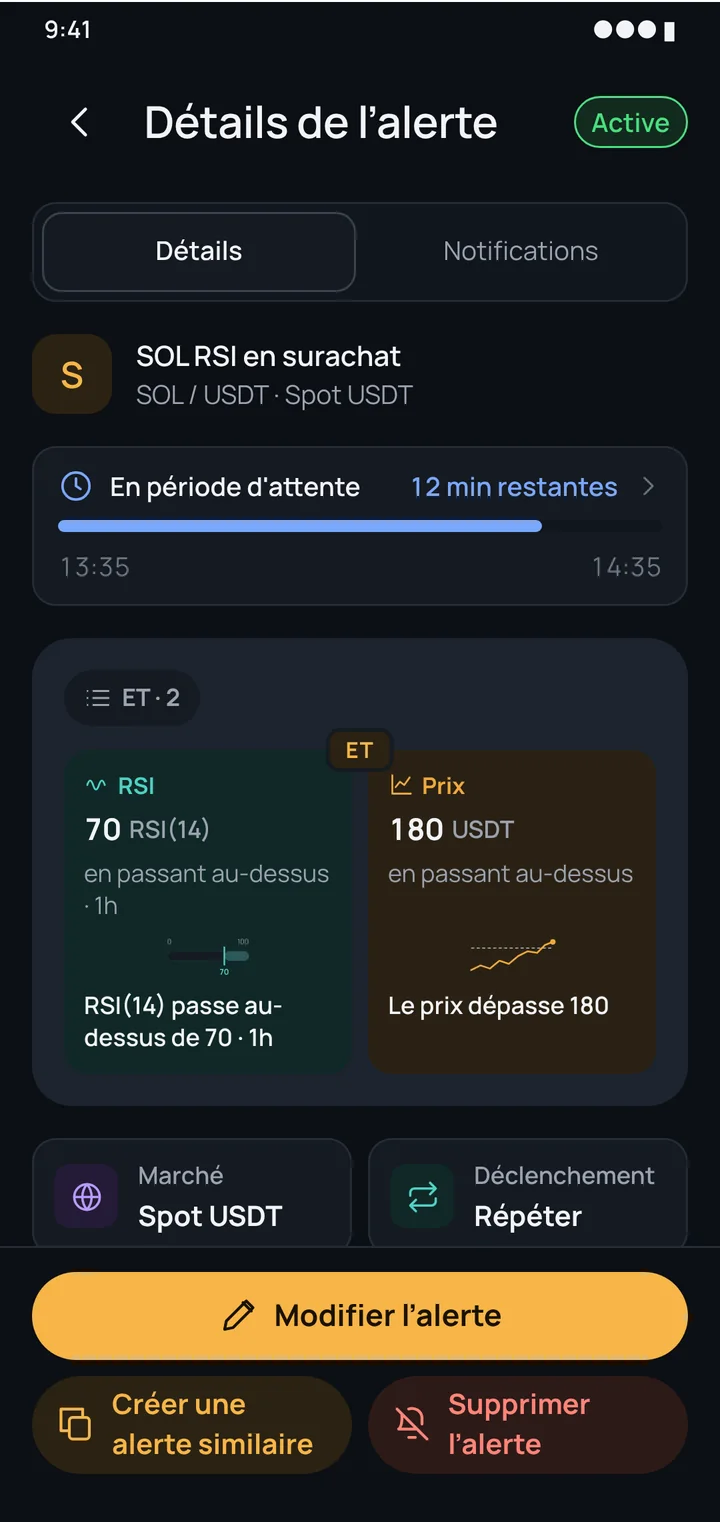 9:41
Détails de l’alerte
Active
Détails
Notifications
S
SOL RSI en surachat
SOL / USDT · Spot USDT
En période d'attente
12 min restantes
13:35
14:35
ET · 2
ET
RSI
70 RSI(14)
en passant au-dessus
· 1h
0
100
70
RSI(14) passe au-
dessus de 70 · 1h
Prix
180 USDT
en passant au-dessus
Le prix dépasse 180
Marché
Spot USDT
Déclenchement
Répéter
Modifier l’alerte
Créer une
alerte similaire
Supprimer
l’alerte